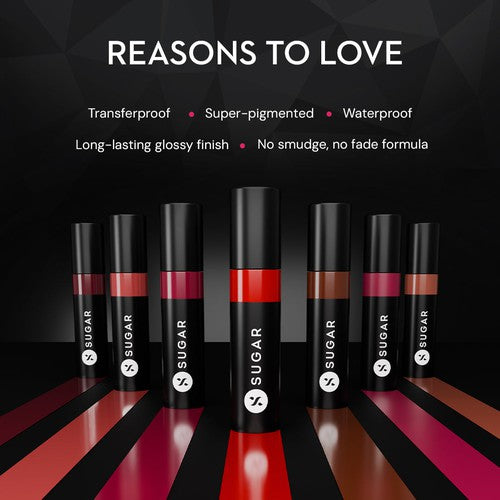 REASONS TO LOVE
Transferproof • Super-pigmented • Waterproof
Long-lasting glossy finish • No smudge, no fade formula
SUGAR
SUGAR
SUGAR
SUGAR
SUGAR
SUGAR
SUGAR